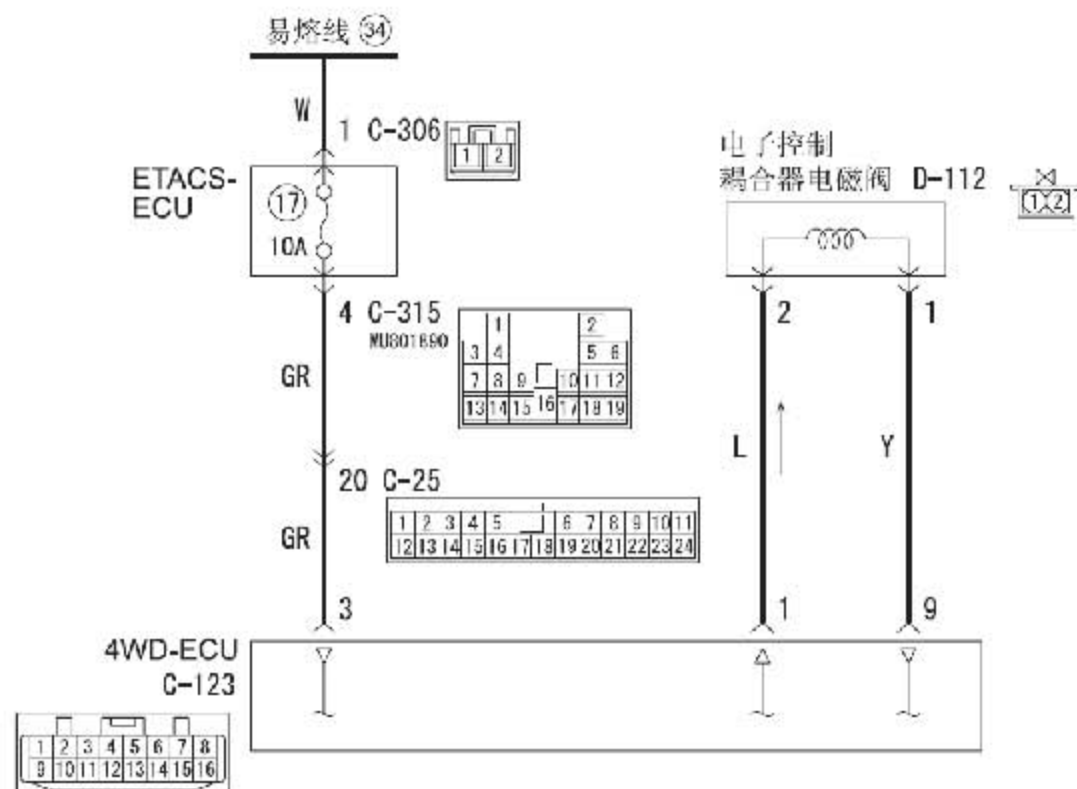 易熔线 34
W
1 C-306
1 2
ETACS-
ECU
17
10A
电子控制
耦合器电磁阀 D-112
1 2
4 C-315
MU801890
1 2
3 4 5 6
7 8 9 10 11 12
13 14 15 16 17 18 19
GR
2 1
L Y
20 C-25
1 2 3 4 5 6 7 8 9 10 11
12 13 14 15 16 17 18 19 20 21 22 23 24
GR
3 1 9
4WD-ECU
C-123
1 2 3 4 5 6 7 8
9 10 11 12 13 14 15 16